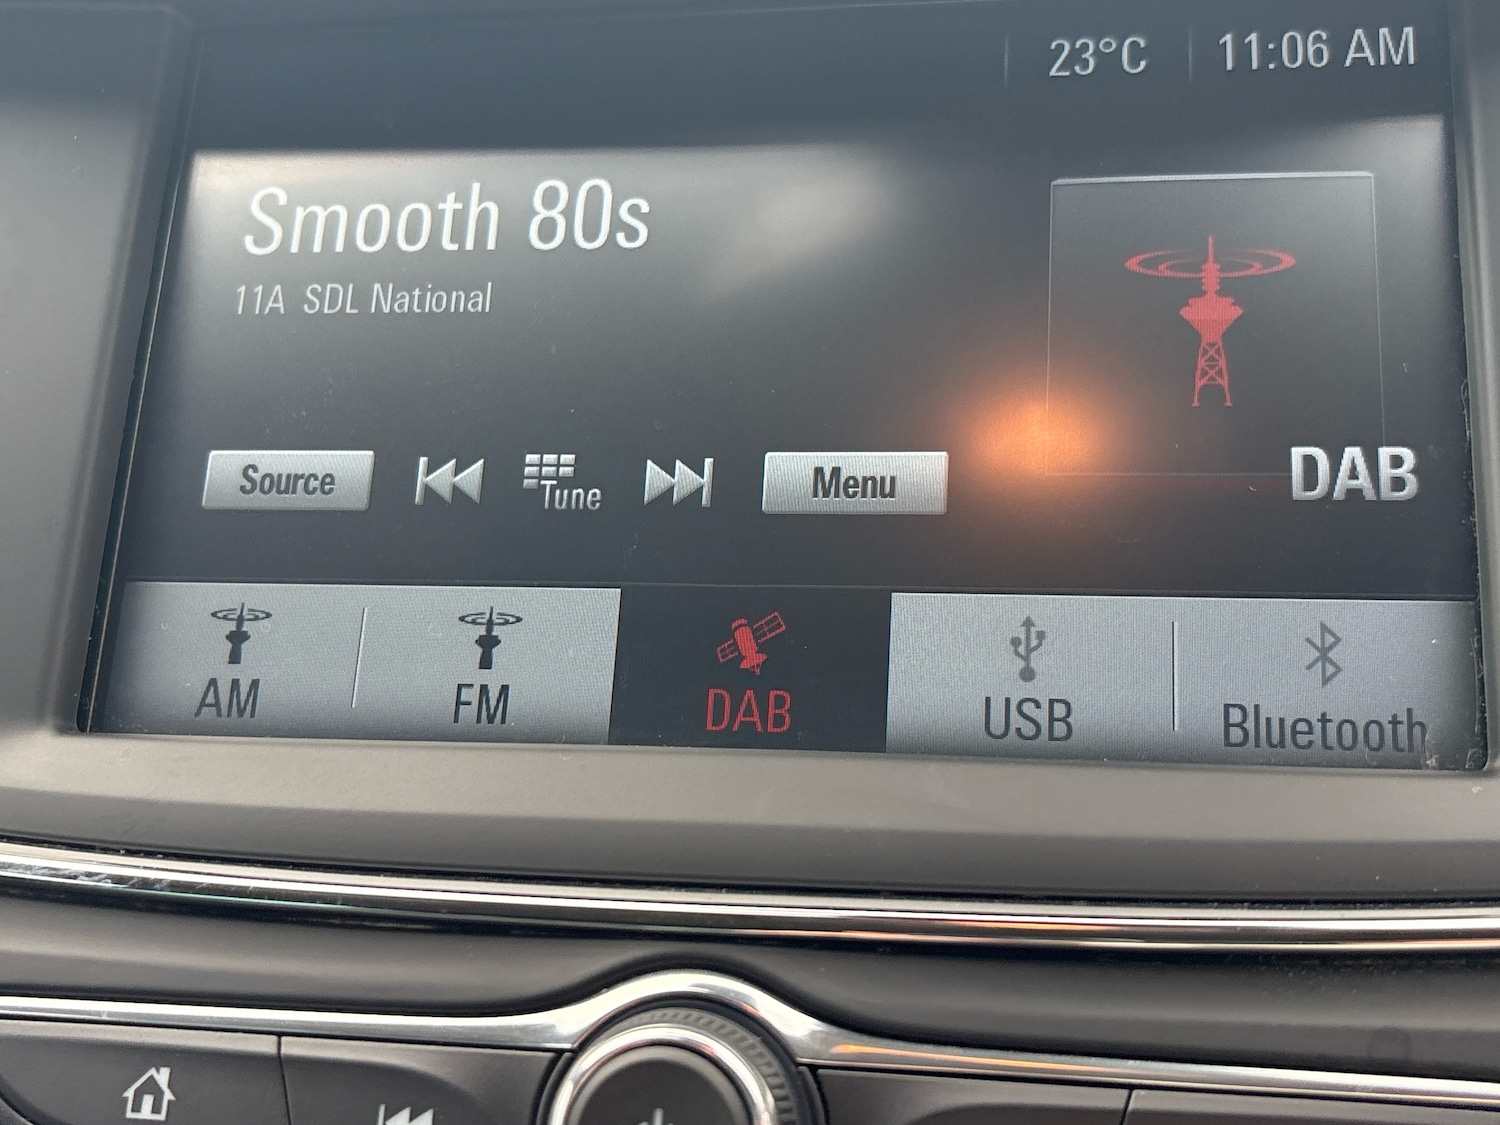 23°C 11:06 AM
Smooth 80s
11A SDL National
Source Tune Menu
DAB
AM FM DAB USB Bluetooth